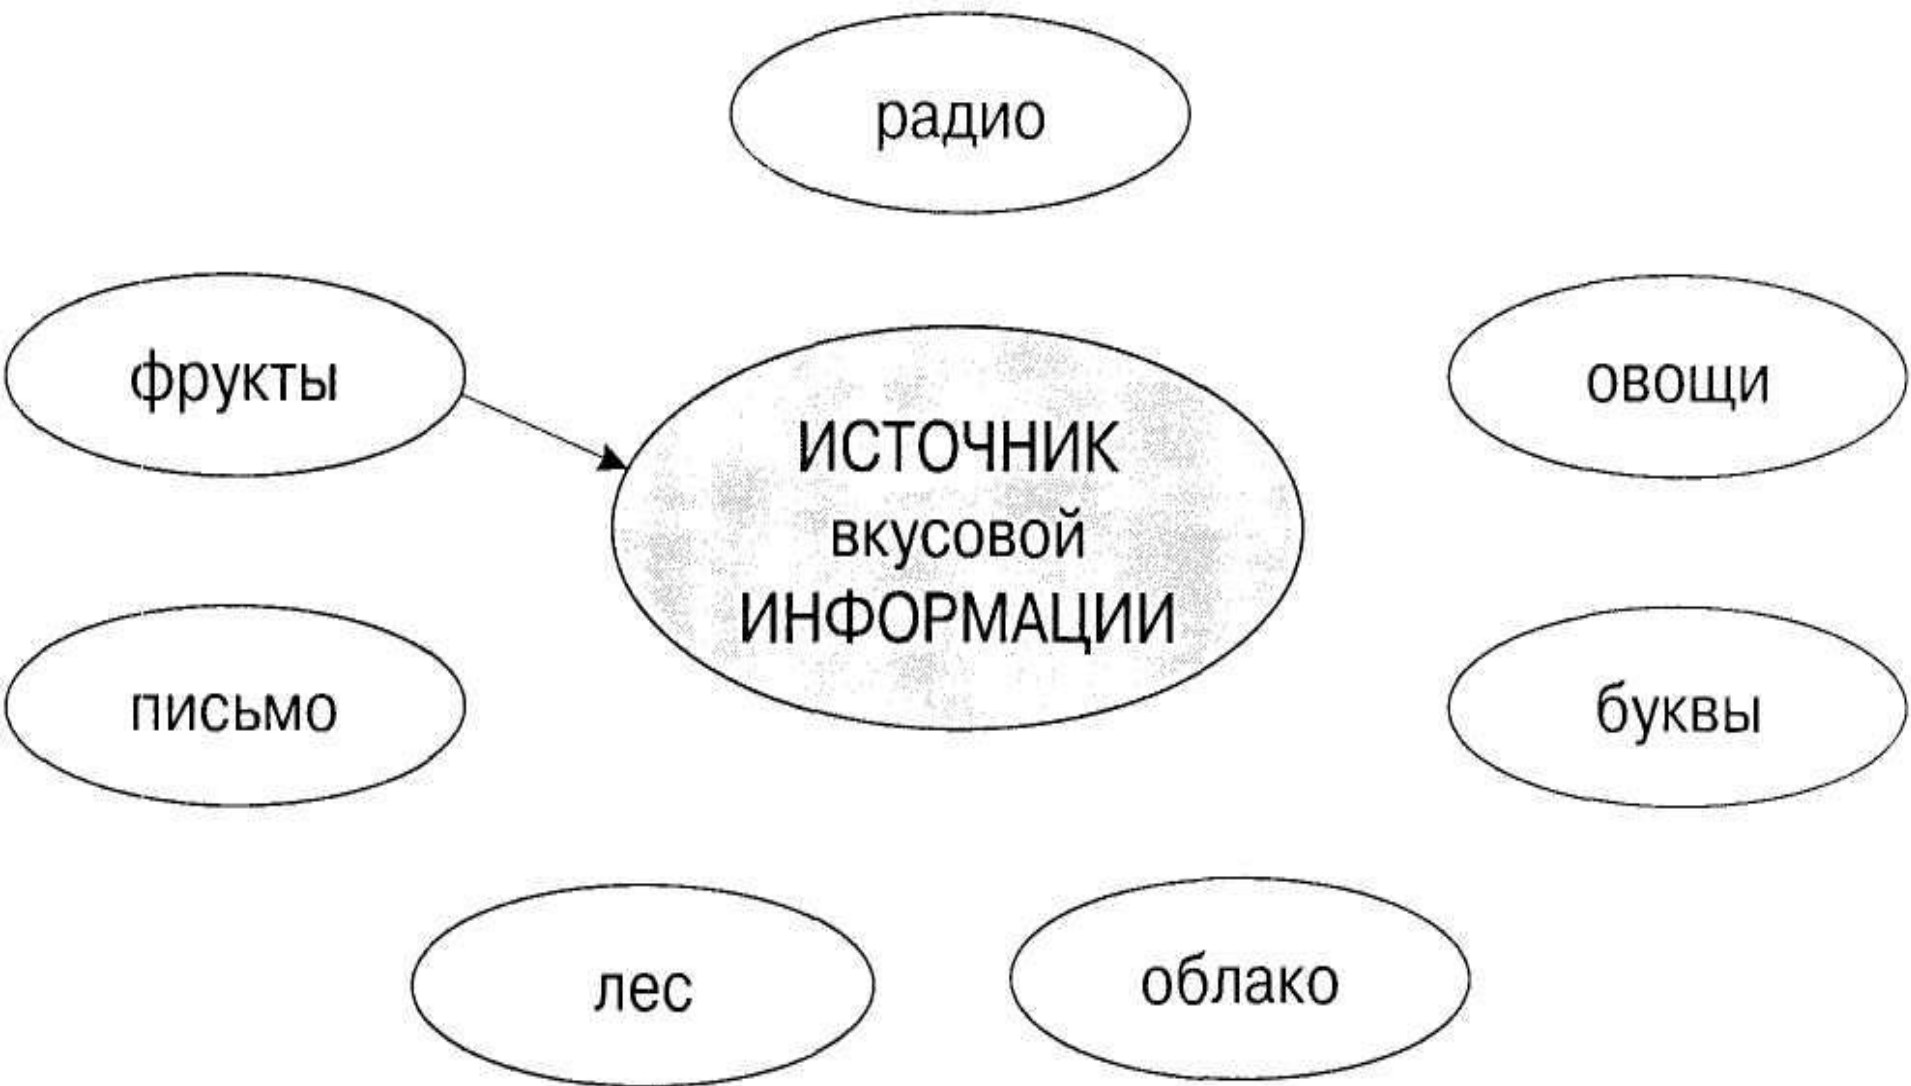 радио
фрукты
овощи
ИСТОЧНИК
вкусовой
ИНФОРМАЦИИ
письмо
буквы
лес
облако